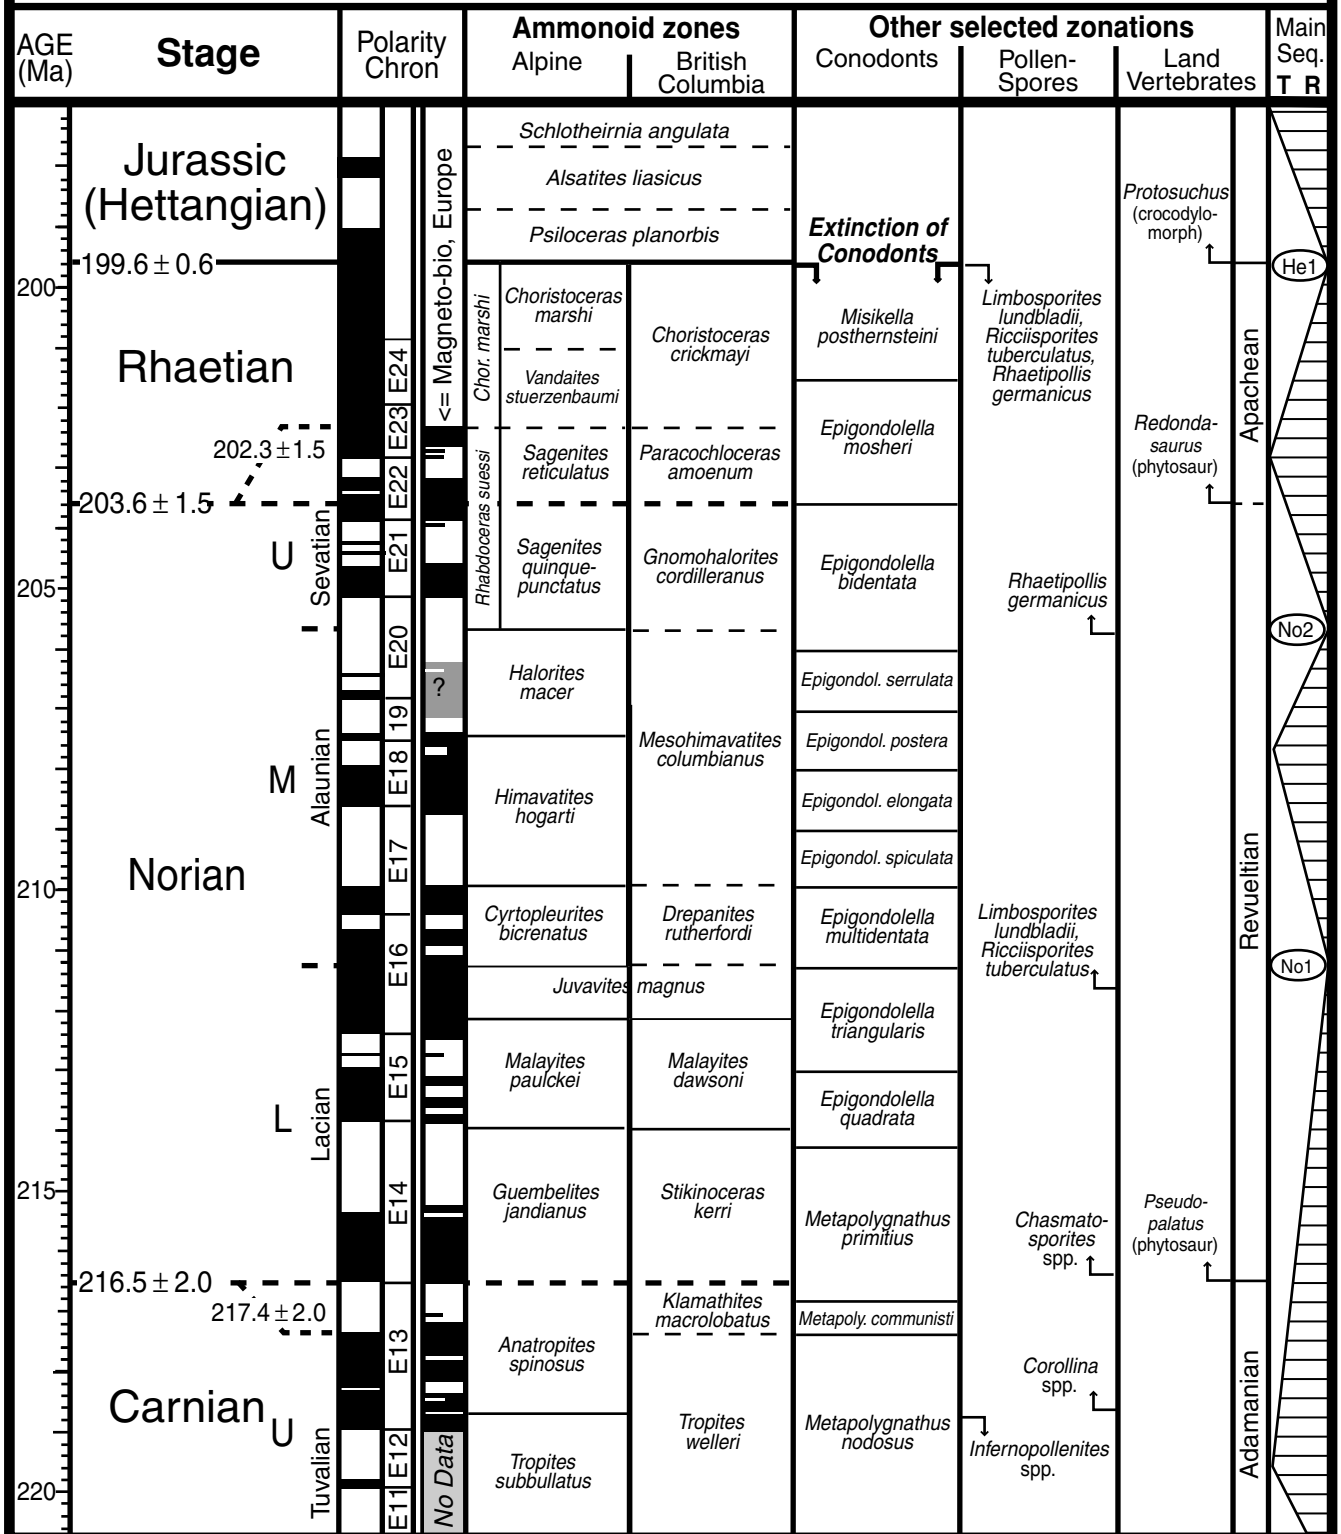 AGE
(Ma)
Stage
Polarity
Chron
Ammonoid zones
Alpine
British
Columbia
Other selected zonations
Conodonts
Pollen-
Spores
Land
Vertebrates
Main
Seq.
T R
200
205
210
215
220
Jurassic
(Hettangian)
199.6 ± 0.6
Rhaetian
202.3 ± 1.5
203.6 ± 1.5
U
Sevatian
M
Alaunian
Norian
L
Lacian
216.5 ± 2.0
217.4 ± 2.0
Carnian
U
Tuvalian
E24
E23
E22
E21
E20
19
E18
E17
E16
E15
E14
E13
E12
E11
<= Magneto-bio, Europe
?
No Data
Schlotheirnia angulata
Alsatites liasicus
Psiloceras planorbis
Chor. marshi
Choristoceras
marshi
Vandaites
stuerzenbaumi
Rhabdoceras suessi
Sagenites
reticulatus
Sagenites
quinque-
punctatus
Halorites
macer
Himavatites
hogarti
Cyrtopleurites
bicrenatus
Juvavites magnus
Malayites
paulckei
Guembelites
jandianus
Anatropites
spinosus
Tropites
subbullatus
Choristoceras
crickmayi
Paracochloceras
amoenum
Gnomohalorites
cordilleranus
Mesohimavatites
columbianus
Drepanites
rutherfordi
Malayites
dawsoni
Stikinoceras
kerri
Klamathites
macrolobatus
Tropites
welleri
Extinction of
Conodonts
Misikella
posthernsteini
Epigondolella
mosheri
Epigondolella
bidentata
Epigondol. serrulata
Epigondol. postera
Epigondol. elongata
Epigondol. spiculata
Epigondolella
multidentata
Epigondolella
triangularis
Epigondolella
quadrata
Metapolygnathus
primitius
Metapoly. communisti
Metapolygnathus
nodosus
Limbosporites
lundbladii,
Ricciisporites
tuberculatus,
Rhaetipollis
germanicus
Rhaetipollis
germanicus
Limbosporites
lundbladii,
Ricciisporites
tuberculatus
Chasmato-
sporites
spp.
Corollina
spp.
Infernopollenites
spp.
Protosuchus
(crocodylo-
morph)
Redonda-
saurus
(phytosaur)
Pseudo-
palatus
(phytosaur)
Apachean
Revueltian
Adamanian
He1
No2
No1